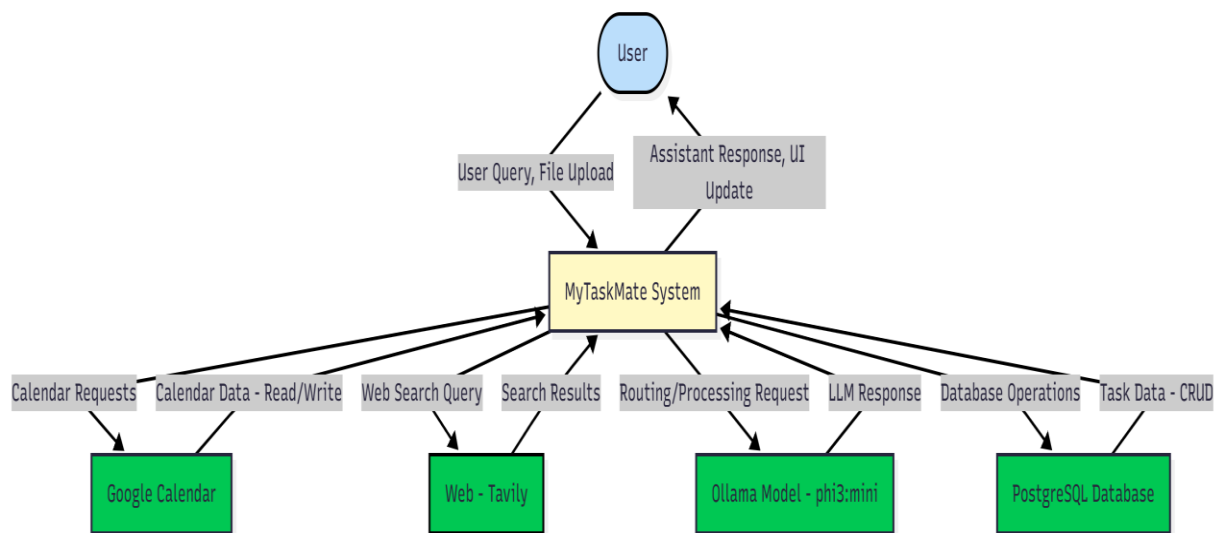 User
User Query, File Upload
Assistant Response, UI
Update
MyTaskMate System
Calendar Requests
Calendar Data - Read/Write
Web Search Query
Search Results
Routing/Processing Request
LLM Response
Database Operations
Task Data - CRUD
Google Calendar
Web - Tavily
Ollama Model - phi3:mini
PostgreSQL Database